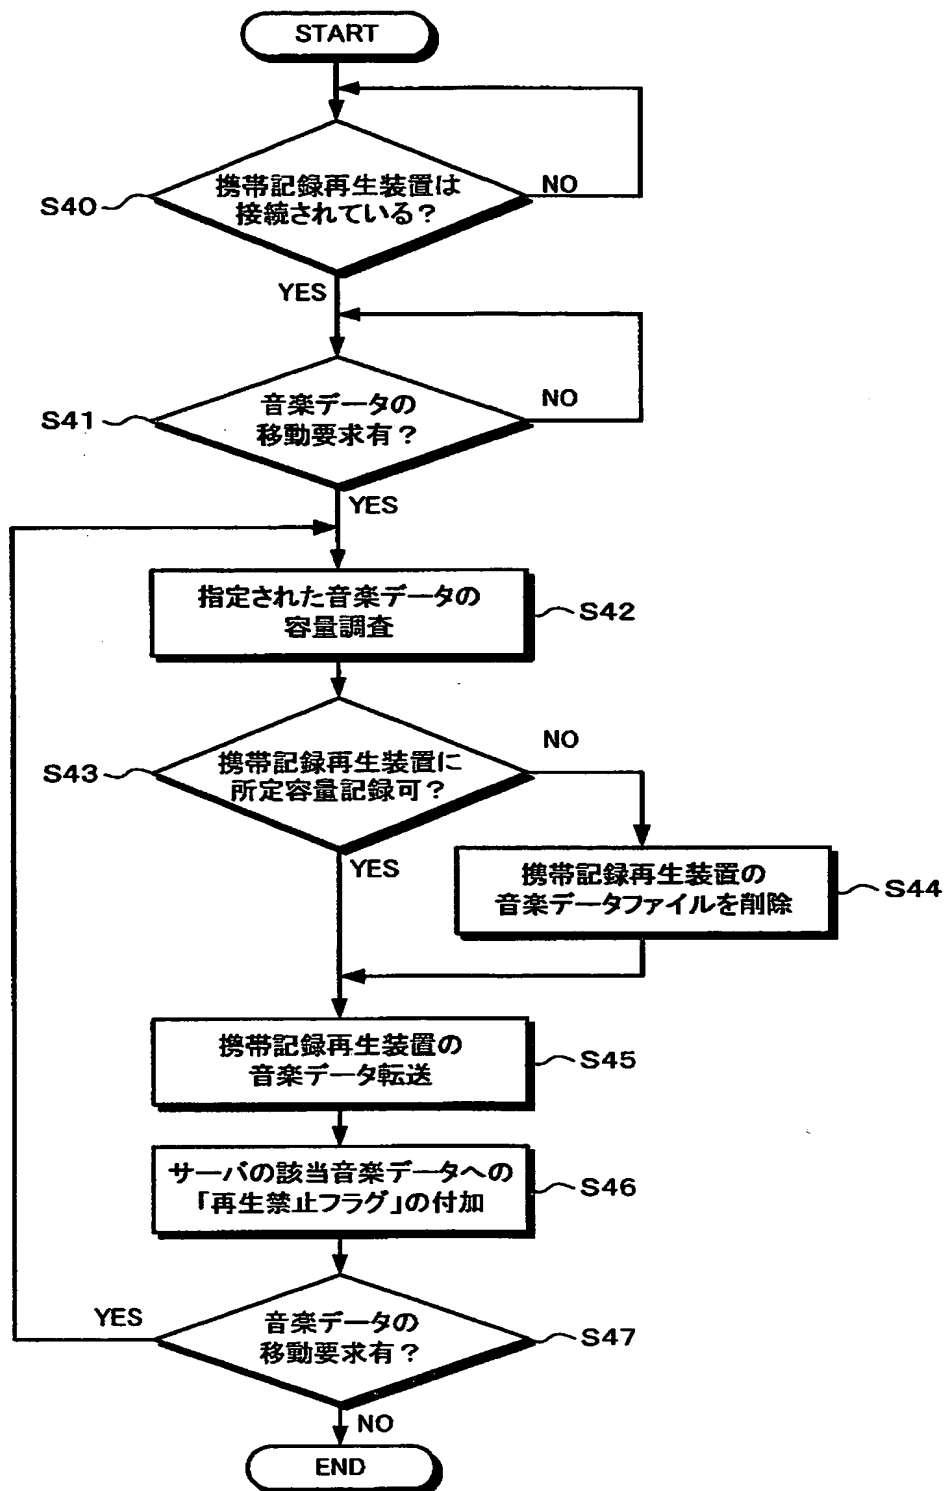 START
S40
携帯記録再生装置は
接続されている？
NO
YES
S41
音楽データの
移動要求有？
NO
YES
指定された音楽データの
容量調査
S42
S43
携帯記録再生装置に
所定容量記録可？
NO
YES
携帯記録再生装置の
音楽データファイルを削除
S44
携帯記録再生装置の
音楽データ転送
S45
サーバの該当音楽データへの
「再生禁止フラグ」の付加
S46
YES
音楽データの
移動要求有？
S47
NO
END